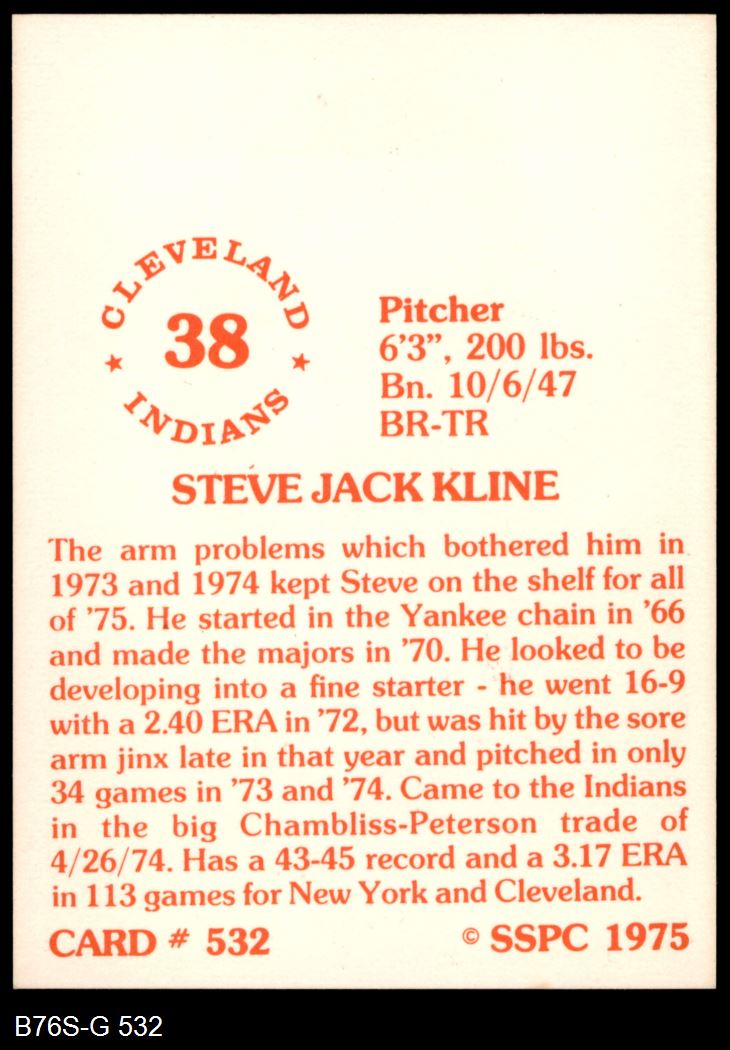 CLEVELAND
38
INDIANS
Pitcher
6'3", 200 lbs.
Bn. 10/6/47
BR-TR
STEVE JACK KLINE
The arm problems which bothered him in
1973 and 1974 kept Steve on the shelf for all
of '75. He started in the Yankee chain in '66
and made the majors in '70. He looked to be
developing into a fine starter - he went 16-9
with a 2.40 ERA in '72, but was hit by the sore
arm jinx late in that year and pitched in only
34 games in '73 and '74. Came to the Indians
in the big Chambliss-Peterson trade of
4/26/74. Has a 43-45 record and a 3.17 ERA
in 113 games for New York and Cleveland.
CARD # 532
© SSPC 1975
B76S-G 532